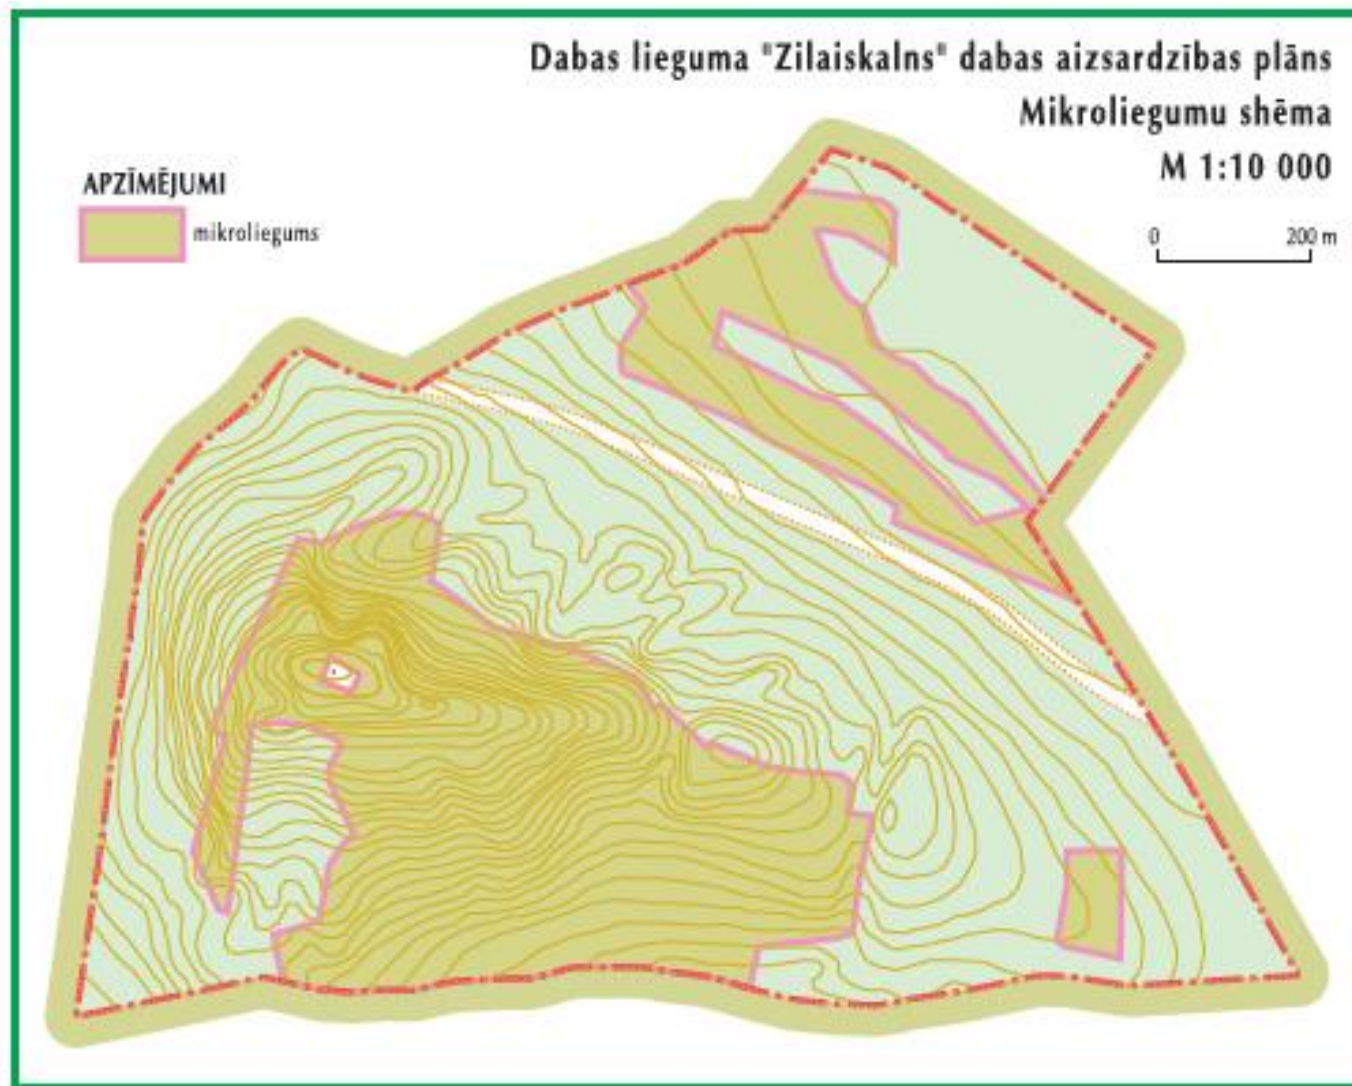 Dabas lieguma "Zilaiskalns" dabas aizsardzības plāns
Mikroliegumu shēma
M 1:10 000
APZĪMĒJUMI
mikroliegums
0 200 m